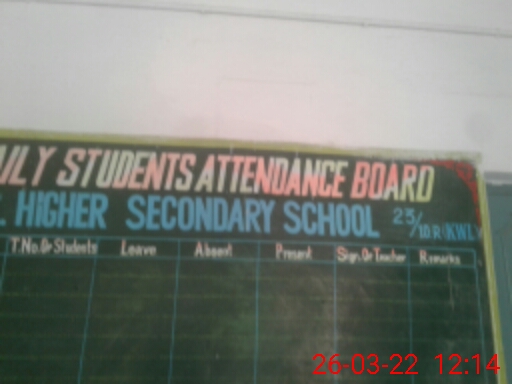 ILY STUDENTS ATTENDANCE BOARD
. HIGHER SECONDARY SCHOOL 25/10R (KWL)
T.No.Of Students Leave Absent Present Sign.Of Teacher Remarks
26-03-22 12:14